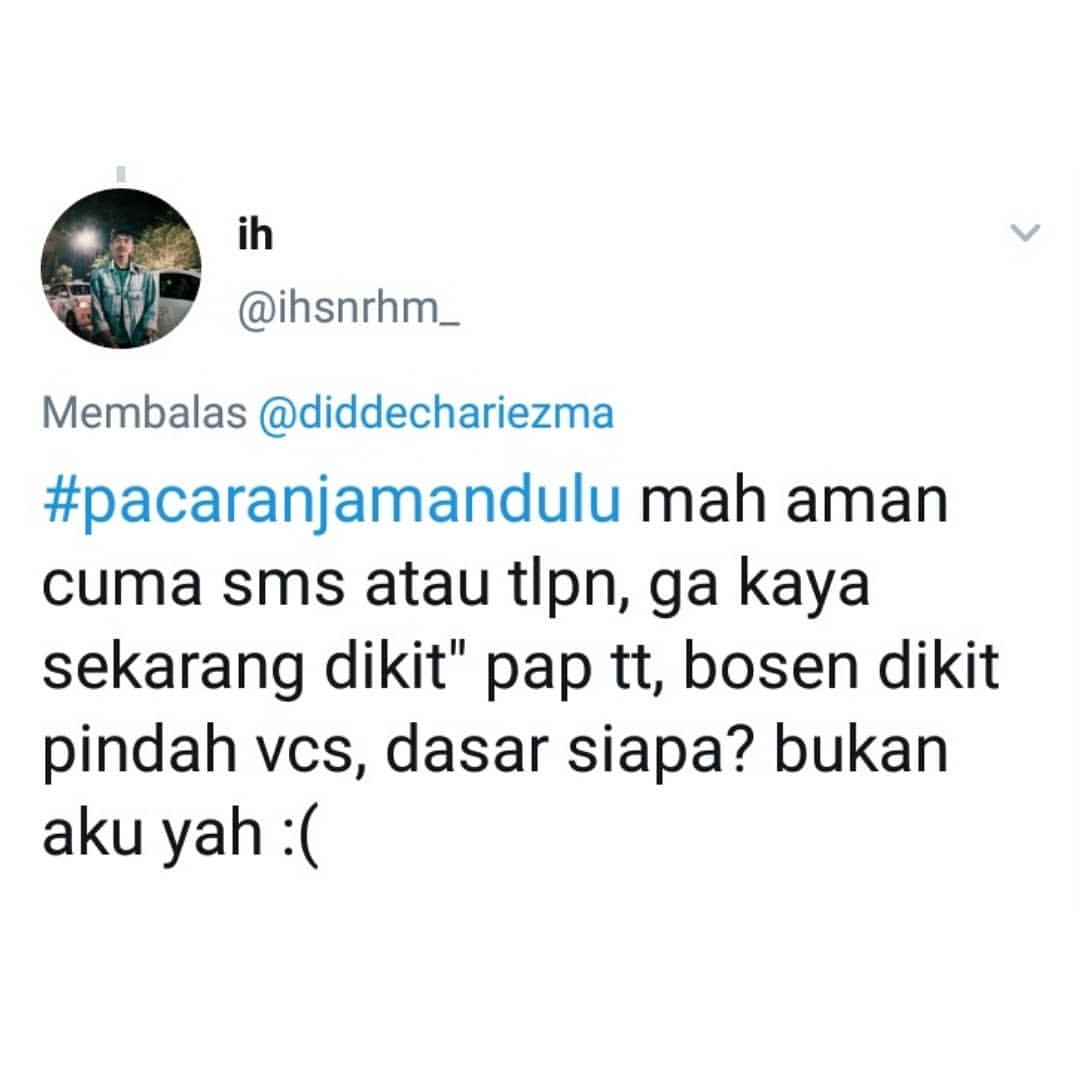 ih
@ihsnrhm_
Membalas @diddechariezma
#pacaranjamandulu mah aman
cuma sms atau tlpn, ga kaya
sekarang dikit" pap tt, bosen dikit
pindah vcs, dasar siapa? bukan
aku yah :(